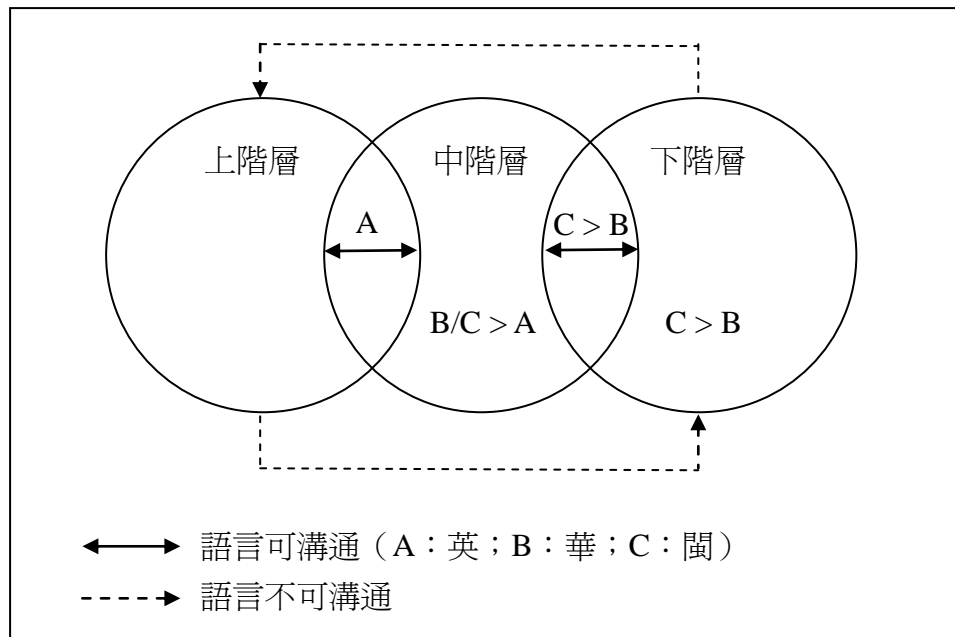 上階層 中階層 下階層
A C > B
B/C > A C > B
語言可溝通（A：英；B：華；C：閩）
語言不可溝通